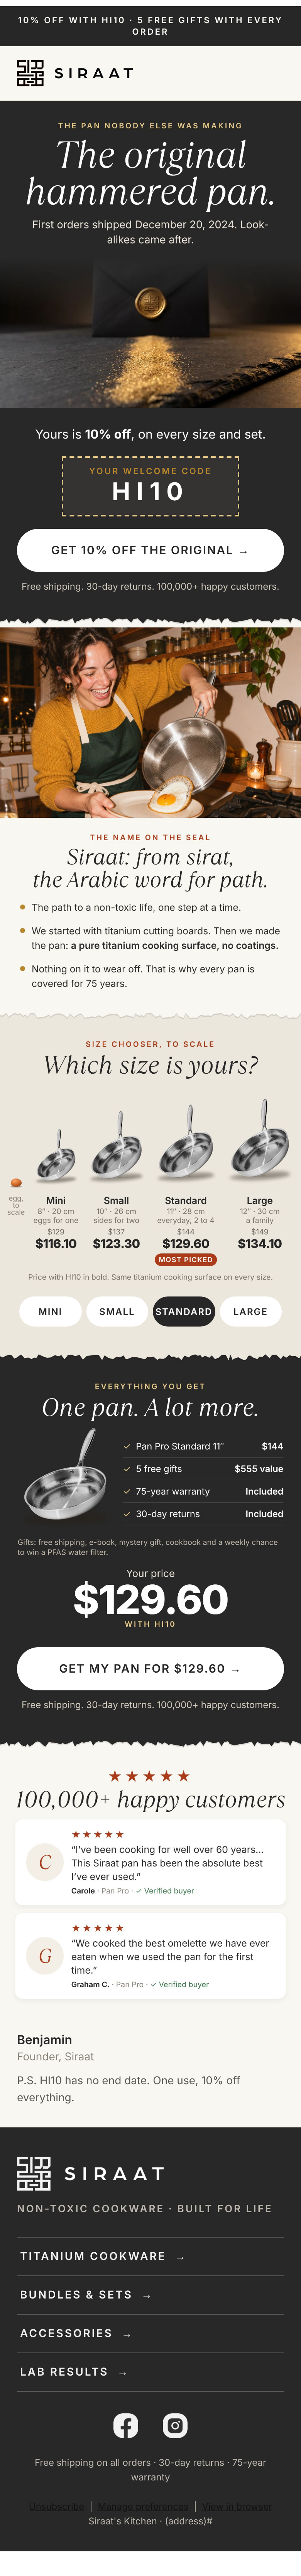 10% OFF WITH HI10 · 5 FREE GIFTS WITH EVERY
ORDER
SIRAAT
THE PAN NOBODY ELSE WAS MAKING
The original
hammered pan.
First orders shipped December 20, 2024. Look-
alikes came after.
Yours is 10% off, on every size and set.
YOUR WELCOME CODE
HI10
GET 10% OFF THE ORIGINAL →
Free shipping. 30-day returns. 100,000+ happy customers.
THE NAME ON THE SEAL
Siraat: from sirat,
the Arabic word for path.
The path to a non-toxic life, one step at a time.
We started with titanium cutting boards. Then we made
the pan: a pure titanium cooking surface, no coatings.
Nothing on it to wear off. That is why every pan is
covered for 75 years.
SIZE CHOOSER, TO SCALE
Which size is yours?
egg,
to
scale
Mini
8" · 20 cm
eggs for one
$129
$116.10
Small
10" · 26 cm
sides for two
$137
$123.30
Standard
11" · 28 cm
everyday, 2 to 4
$144
$129.60
MOST PICKED
Large
12" · 30 cm
a family
$149
$134.10
Price with HI10 in bold. Same titanium cooking surface on every size.
MINI
SMALL
STANDARD
LARGE
EVERYTHING YOU GET
One pan. A lot more.
✓ Pan Pro Standard 11" $144
✓ 5 free gifts $555 value
✓ 75-year warranty Included
✓ 30-day returns Included
Gifts: free shipping, e-book, mystery gift, cookbook and a weekly chance
to win a PFAS water filter.
Your price
$129.60
WITH HI10
GET MY PAN FOR $129.60 →
Free shipping. 30-day returns. 100,000+ happy customers.
★★★★★
100,000+ happy customers
C
★★★★★
“I’ve been cooking for well over 60 years...
This Siraat pan has been the absolute best
I’ve ever used.”
Carole · Pan Pro · ✓ Verified buyer
G
★★★★★
“We cooked the best omelette we have ever
eaten when we used the pan for the first
time.”
Graham C. · Pan Pro · ✓ Verified buyer
Benjamin
Founder, Siraat
P.S. HI10 has no end date. One use, 10% off
everything.
SIRAAT
NON-TOXIC COOKWARE · BUILT FOR LIFE
TITANIUM COOKWARE →
BUNDLES & SETS →
ACCESSORIES →
LAB RESULTS →
Free shipping on all orders · 30-day returns · 75-year
warranty
Unsubscribe | Manage preferences | View in browser
Siraat's Kitchen · (address)#